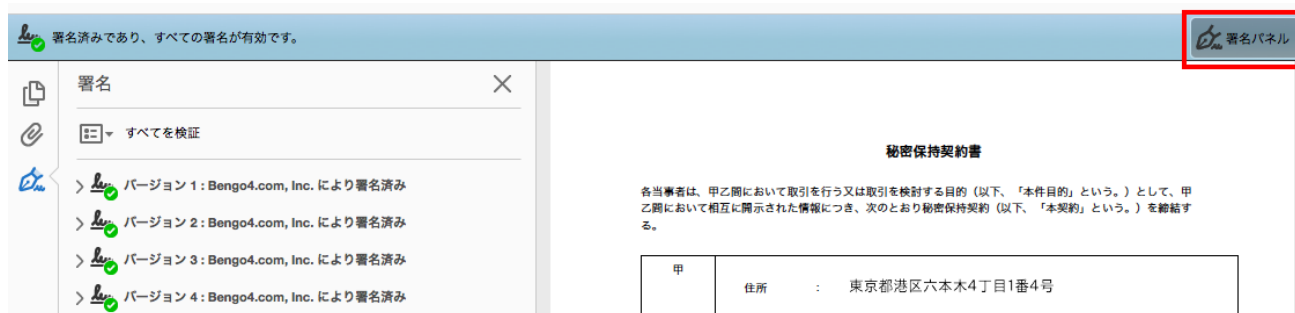 署名済みであり、すべての署名が有効です。
署名パネル
署名
すべてを検証
バージョン 1 : Bengo4.com, Inc. により署名済み
バージョン 2 : Bengo4.com, Inc. により署名済み
バージョン 3 : Bengo4.com, Inc. により署名済み
バージョン 4 : Bengo4.com, Inc. により署名済み
秘密保持契約書
各当事者は、甲乙間において取引を行う又は取引を検討する目的（以下、「本件目的」という。）として、甲
乙間において相互に開示された情報につき、次のとおり秘密保持契約（以下、「本契約」という。）を締結す
る。
甲
住所 : 東京都港区六本木4丁目1番4号